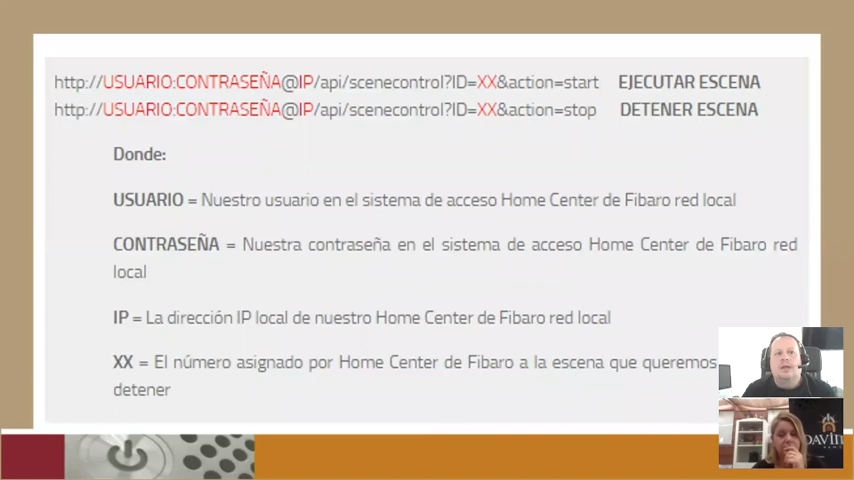 http://USUARIO:CONTRASEÑA@IP/api/scenecontrol?ID=XX&action=start EJECUTAR ESCENA
http://USUARIO:CONTRASEÑA@IP/api/scenecontrol?ID=XX&action=stop DETENER ESCENA
Donde:
USUARIO = Nuestro usuario en el sistema de acceso Home Center de Fibaro red local
CONTRASEÑA = Nuestra contraseña en el sistema de acceso Home Center de Fibaro red
local
IP = La dirección IP local de nuestro Home Center de Fibaro red local
XX = El número asignado por Home Center de Fibaro a la escena que queremos
detener